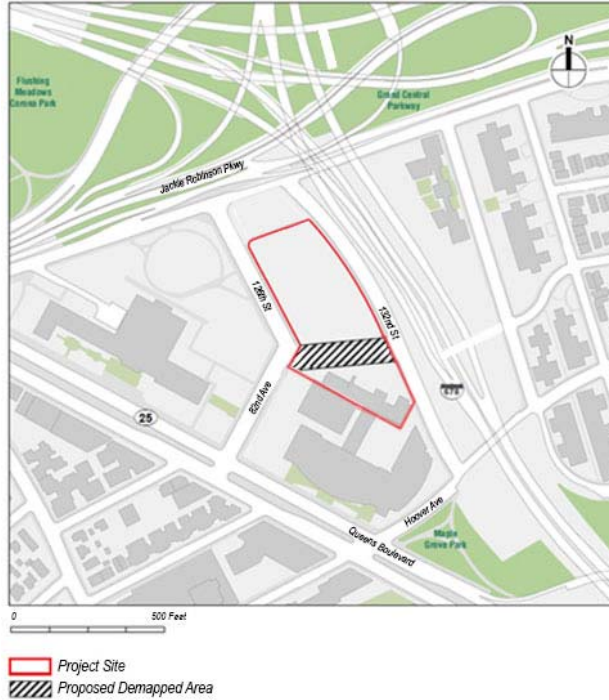 N
Flushing
Meadows
Corona Park
Grand Central
Parkway
Jackie Robinson Pkwy
126th St
132nd St
82nd Ave
678
25
Hoover Ave
Queens Boulevard
Maple
Grove Park
0 500 Feet
Project Site
Proposed Demapped Area